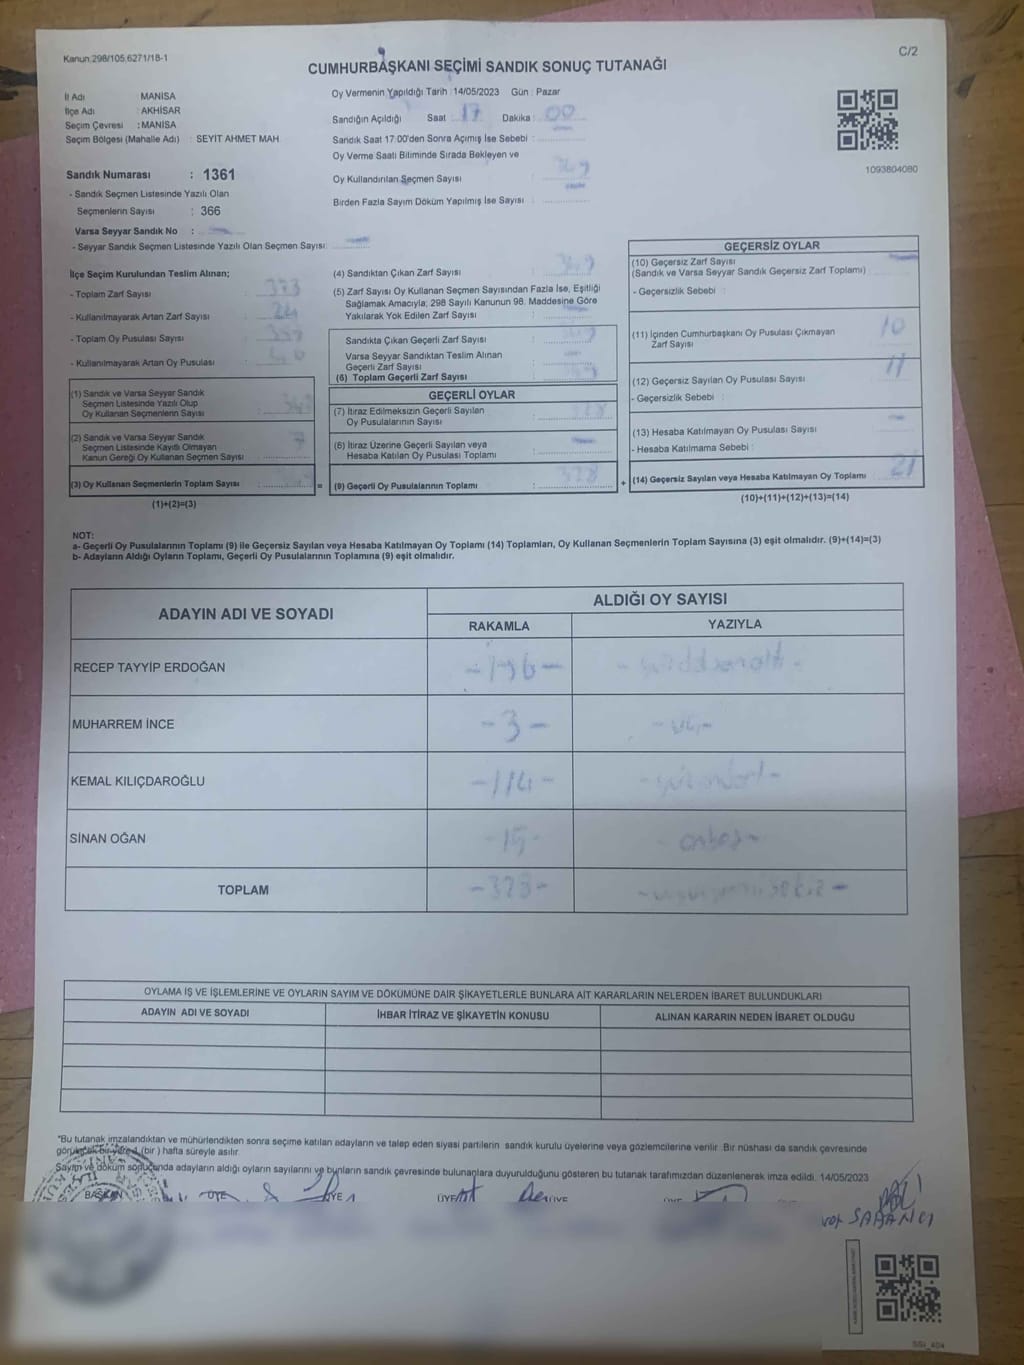 Kanun.298/105.6271/18-1
C/2
CUMHURBAŞKANI SEÇİMİ SANDIK SONUÇ TUTANAĞI
İl Adı MANİSA
İlçe Adı : AKHİSAR
Seçim Çevresi : MANİSA
Seçim Bölgesi (Mahalle Adı) : SEYİT AHMET MAH
Sandık Numarası : 1361
- Sandık Seçmen Listesinde Yazılı Olan
Seçmenlerin Sayısı : 366
Varsa Seyyar Sandık No :
- Seyyar Sandık Seçmen Listesinde Yazılı Olan Seçmen Sayısı:
Oy Vermenin Yapıldığı Tarih : 14/05/2023 Gün : Pazar
Sandığın Açıldığı Saat : 17 Dakika : 00
Sandık Saat 17:00'den Sonra Açımış İse Sebebi :
Oy Verme Saati Bitiminde Sırada Bekleyen ve
Oy Kullandırılan Seçmen Sayısı :
Birden Fazla Sayım Döküm Yapılmış İse Sayısı :
1093804080
İlçe Seçim Kurulundan Teslim Alınan;
- Toplam Zarf Sayısı : 373
- Kullanılmayarak Artan Zarf Sayısı : 24
- Toplam Oy Pusulası Sayısı :
- Kullanılmayarak Artan Oy Pusulası :
(1) Sandık ve Varsa Seyyar Sandık
Seçmen Listesinde Yazılı Olup
Oy Kullanan Seçmenlerin Sayısı :
(2) Sandık ve Varsa Seyyar Sandık
Seçmen Listesinde Kayıtlı Olmayan
Kanun Gereği Oy Kullanan Seçmen Sayısı : 7
(3) Oy Kullanan Seçmenlerin Toplam Sayısı :
(1)+(2)=(3)
(4) Sandıktan Çıkan Zarf Sayısı : 349
(5) Zarf Sayısı Oy Kullanan Seçmen Sayısından Fazla İse, Eşitliği
Sağlamak Amacıyla; 298 Sayılı Kanunun 98. Maddesine Göre
Yakılarak Yok Edilen Zarf Sayısı :
Sandıkta Çıkan Geçerli Zarf Sayısı : 349
Varsa Seyyar Sandıktan Teslim Alınan
Geçerli Zarf Sayısı :
(6) Toplam Geçerli Zarf Sayısı : 349
GEÇERLİ OYLAR
(7) İtiraz Edilmeksizin Geçerli Sayılan
Oy Pusulalarının Sayısı : 328
(8) İtiraz Üzerine Geçerli Sayılan veya
Hesaba Katılan Oy Pusulası Toplamı :
= (9) Geçerli Oy Pusulalarının Toplamı : 328
GEÇERSİZ OYLAR
(10) Geçersiz Zarf Sayısı
(Sandık ve Varsa Seyyar Sandık Geçersiz Zarf Toplamı)
- Geçersizlik Sebebi :
(11) İçinden Cumhurbaşkanı Oy Pusulası Çıkmayan
Zarf Sayısı 10
(12) Geçersiz Sayılan Oy Pusulası Sayısı 11
- Geçersizlik Sebebi :
(13) Hesaba Katılmayan Oy Pusulası Sayısı
- Hesaba Katılmama Sebebi :
+ (14) Geçersiz Sayılan veya Hesaba Katılmayan Oy Toplamı 21
(10)+(11)+(12)+(13)=(14)
NOT:
a- Geçerli Oy Pusulalarının Toplamı (9) ile Geçersiz Sayılan veya Hesaba Katılmayan Oy Toplamı (14) Toplamları, Oy Kullanan Seçmenlerin Toplam Sayısına (3) eşit olmalıdır. (9)+(14)=(3)
b- Adayların Aldığı Oyların Toplamı, Geçerli Oy Pusulalarının Toplamına (9) eşit olmalıdır.
ADAYIN ADI VE SOYADI
ALDIĞI OY SAYISI
RAKAMLA YAZIYLA
RECEP TAYYİP ERDOĞAN -196-
MUHARREM İNCE -3- -üç-
KEMAL KILIÇDAROĞLU -114-
SİNAN OĞAN -15- -onbeş-
TOPLAM -328-
OYLAMA İŞ VE İŞLEMLERİNE VE OYLARIN SAYIM VE DÖKÜMÜNE DAİR ŞİKAYETLERLE BUNLARA AİT KARARLARIN NELERDEN İBARET BULUNDUKLARI
ADAYIN ADI VE SOYADI İHBAR İTİRAZ VE ŞİKAYETİN KONUSU ALINAN KARARIN NEDEN İBARET OLDUĞU
*Bu tutanak imzalandıktan ve mühürlendikten sonra seçime katılan adayların ve talep eden siyasi partilerin sandık kurulu üyelerine veya gözlemcilerine verilir. Bir nüshası da sandık çevresinde
görülecek bir yere 1 (bir ) hafta süreyle asılır.
Sayım ve döküm sonucunda adayların aldığı oyların sayılarını ve bunların sandık çevresinde bulunanlara duyurulduğunu gösteren bu tutanak tarafımızdan düzenlenerek imza edildi. 14/05/2023
BAŞKAN ÜYE ÜYE ÜYE ÜYE